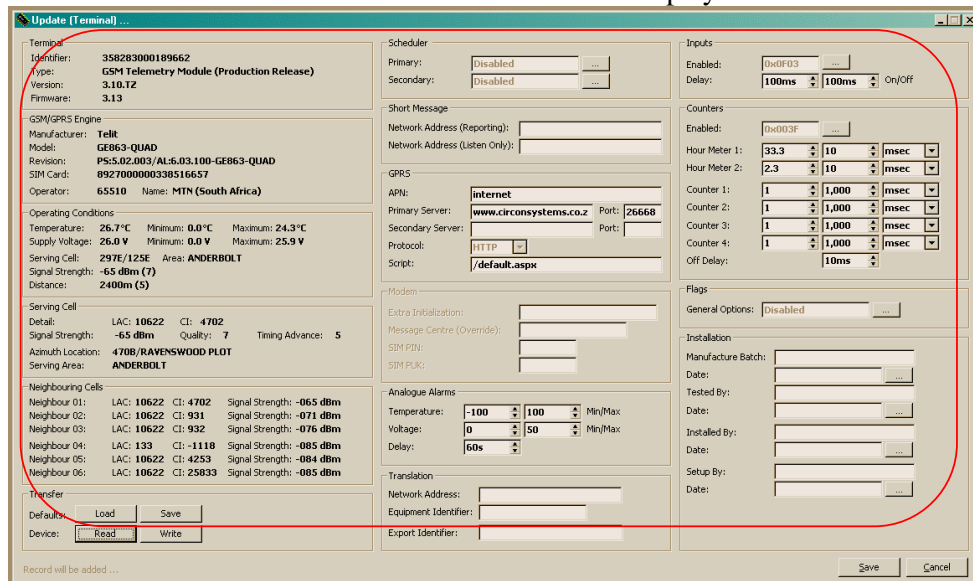 Update (Terminal) ...
Terminal
Identifier: 358283000189662
Type: GSM Telemetry Module (Production Release)
Version: 3.10.T2
Firmware: 3.13
GSM/GPRS Engine
Manufacturer: Telit
Model: GE863-QUAD
Revision: PS:5.02.003/AL:6.03.100-GE863-QUAD
SIM Card: 8927000000338516657
Operator: 65510 Name: MTN (South Africa)
Operating Conditions
Temperature: 26.7°C Minimum: 0.0°C Maximum: 24.3°C
Supply Voltage: 26.0 V Minimum: 0.0 V Maximum: 25.9 V
Serving Cell: 297E/125E Area: ANDERBOLT
Signal Strength: -65 dBm (7)
Distance: 2400m (5)
Serving Cell
Detail: LAC: 10622 CI: 4702
Signal Strength: -65 dBm Quality: 7 Timing Advance: 5
Azimuth Location: 470B/RAVENSWOOD PLOT
Serving Area: ANDERBOLT
Neighbouring Cells
Neighbour 01: LAC: 10622 CI: 4702 Signal Strength: -065 dBm
Neighbour 02: LAC: 10622 CI: 931 Signal Strength: -071 dBm
Neighbour 03: LAC: 10622 CI: 932 Signal Strength: -076 dBm
Neighbour 04: LAC: 133 CI: -1118 Signal Strength: -085 dBm
Neighbour 05: LAC: 10622 CI: 4253 Signal Strength: -084 dBm
Neighbour 06: LAC: 10622 CI: 25833 Signal Strength: -085 dBm
Transfer
Defaults: Load Save
Device: Read Write
Record will be added ...
Scheduler
Primary: Disabled ...
Secondary: Disabled ...
Short Message
Network Address (Reporting):
Network Address (Listen Only):
GPRS
APN: internet
Primary Server: www.circonsystems.co.z Port: 26668
Secondary Server: Port:
Protocol: HTTP
Script: /default.aspx
Modem
Extra Initialization:
Message Centre (Override):
SIM PIN:
SIM PUK:
Analogue Alarms
Temperature: -100 100 Min/Max
Voltage: 0 50 Min/Max
Delay: 60s
Translation
Network Address:
Equipment Identifier:
Export Identifier:
Inputs
Enabled: 0x0F03 ...
Delay: 100ms 100ms On/Off
Counters
Enabled: 0x003F ...
Hour Meter 1: 33.3 10 msec
Hour Meter 2: 2.3 10 msec
Counter 1: 1 1,000 msec
Counter 2: 1 1,000 msec
Counter 3: 1 1,000 msec
Counter 4: 1 1,000 msec
Off Delay: 10ms
Flags
General Options: Disabled ...
Installation
Manufacture Batch:
Date: ...
Tested By:
Date: ...
Installed By:
Date: ...
Setup By:
Date: ...
Save Cancel